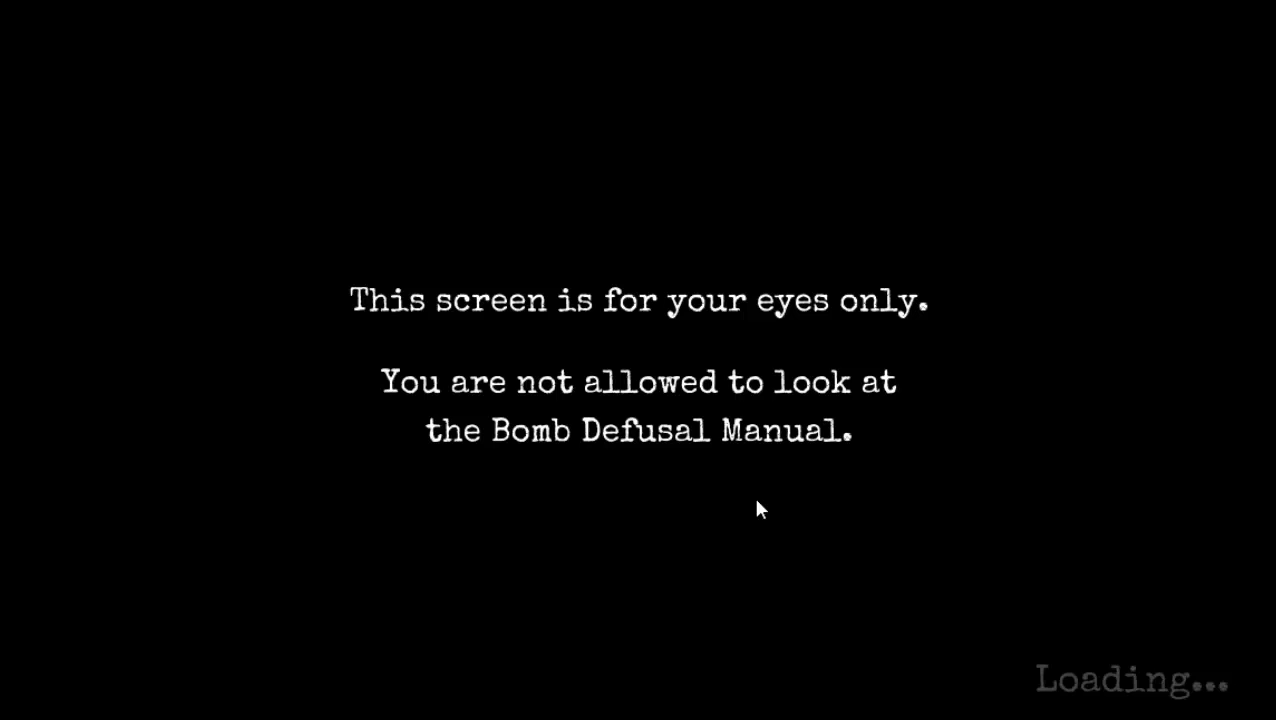 This screen is for your eyes only.
You are not allowed to look at
the Bomb Defusal Manual.
Loading...